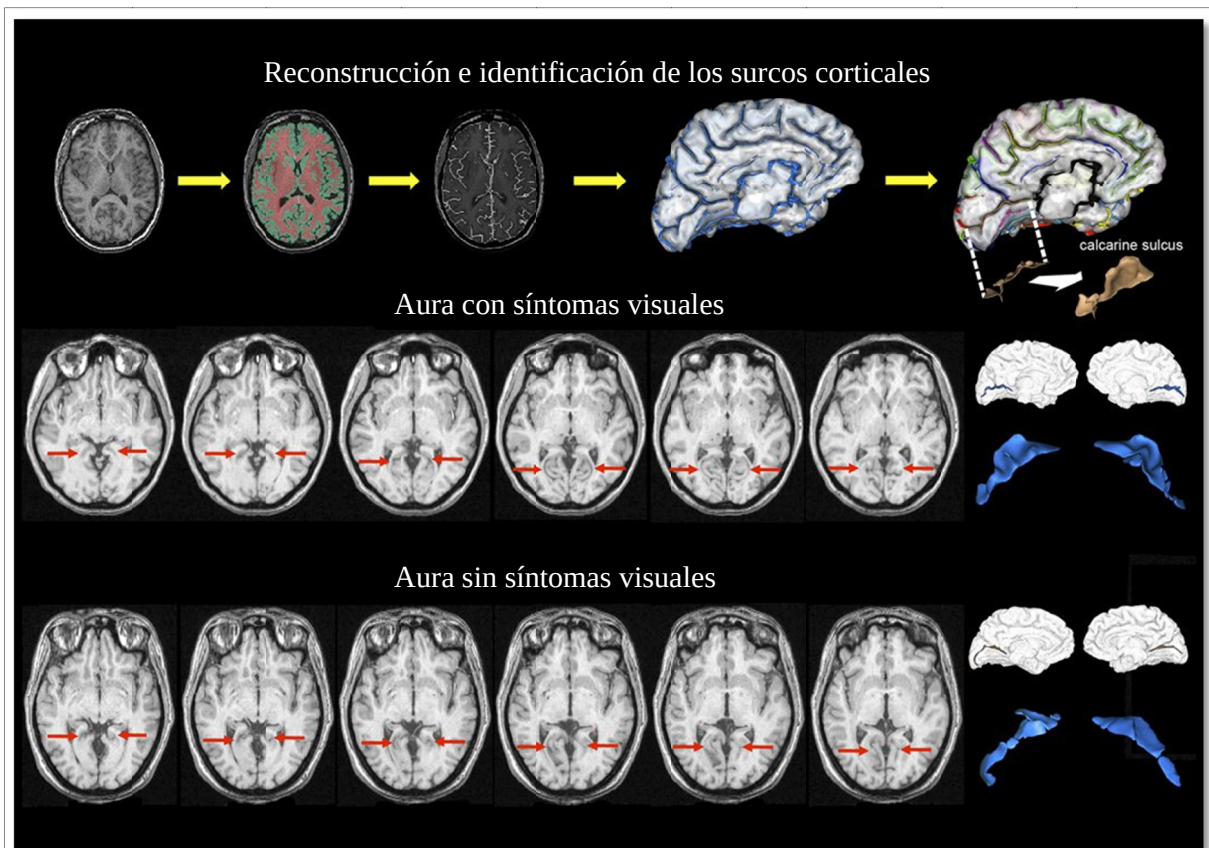 Reconstrucción e identificación de los surcos corticales
calcarine sulcus
Aura con síntomas visuales
Aura sin síntomas visuales